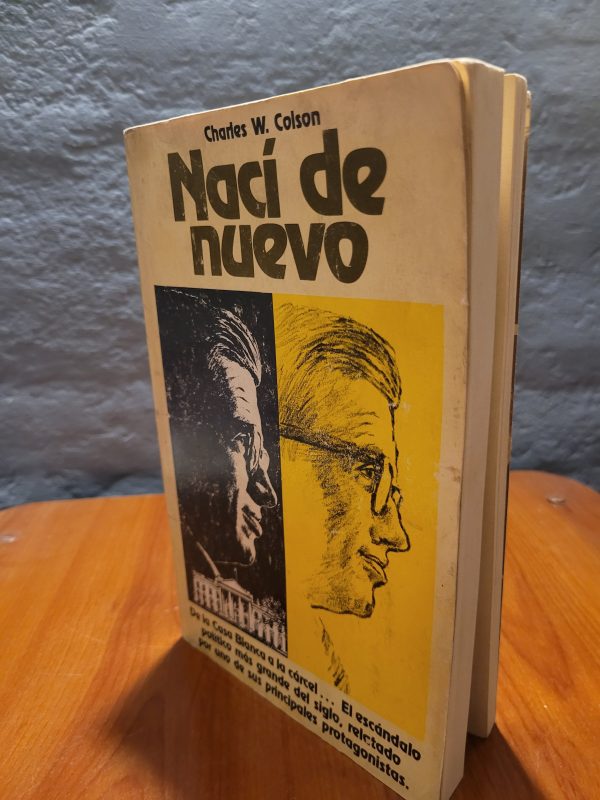 Charles W. Colson
Nací de
nuevo
De la Casa Blanca a la cárcel ... El escándalo
político más grande del siglo, relatado
por uno de sus principales protagonistas.